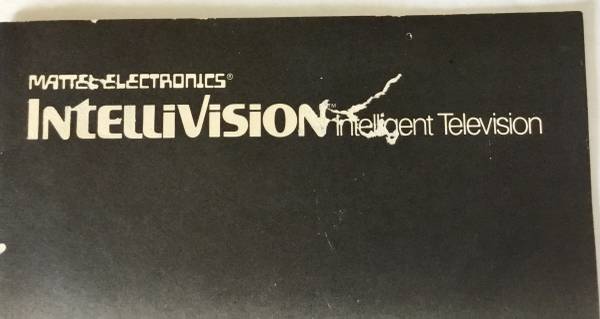 MATTEL ELECTRONICS®
INTELLIVISION™ Intelligent Television